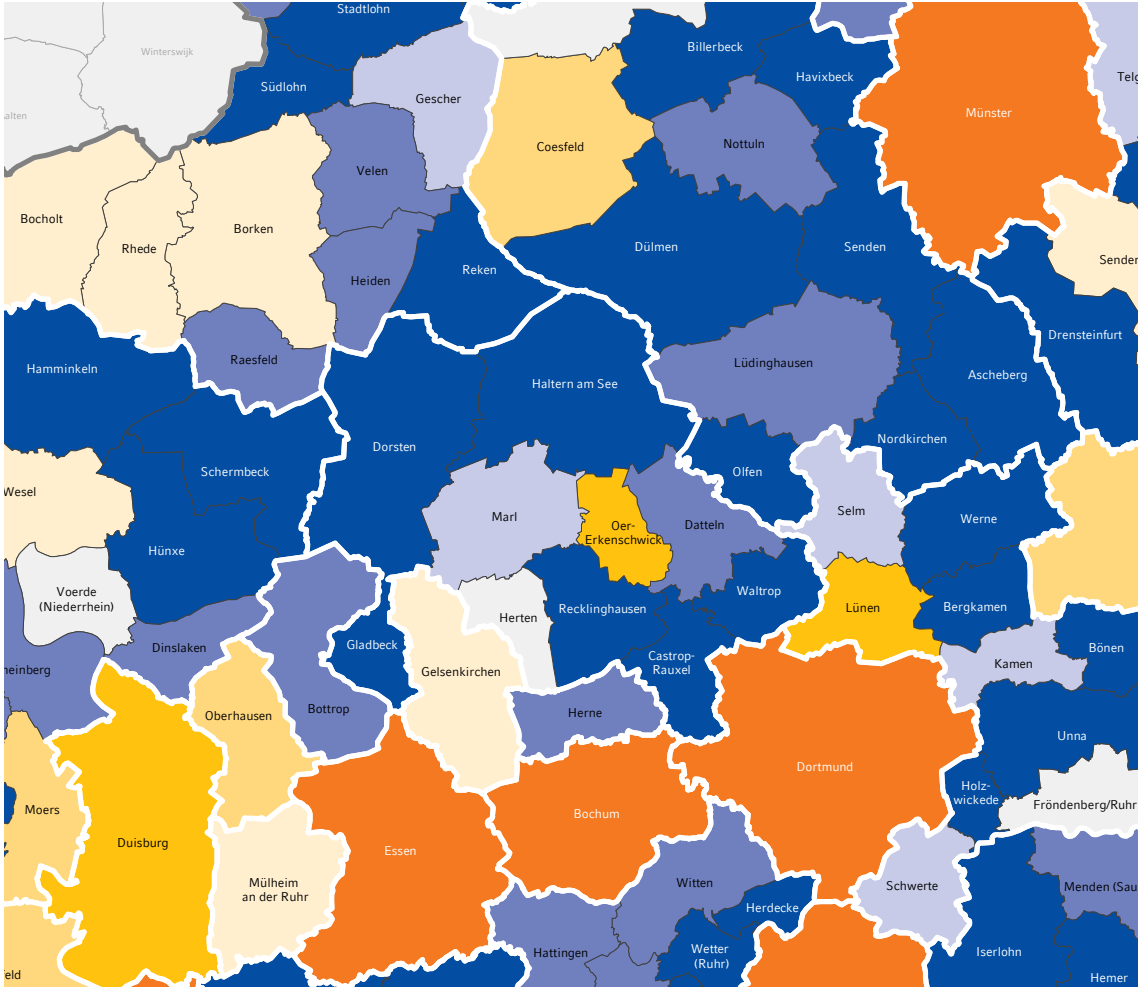 Stadtlohn
Billerbeck
Winterswijk
Havixbeck
Südlohn
Gescher
Telg
Münster
alten
Coesfeld
Nottuln
Velen
Bocholt
Rhede
Borken
Dülmen
Senden
Senden
Reken
Heiden
Drensteinfurt
Raesfeld
Lüdinghausen
Hamminkeln
Haltern am See
Ascheberg
Dorsten
Nordkirchen
Schermbeck
Olfen
Wesel
Marl
Selm
Werne
Oer-
Erkenschwick
Datteln
Hünxe
Voerde
(Niederrhein)
Waltrop
Recklinghausen
Lünen
Bergkamen
Herten
Dinslaken
Gladbeck
Bönen
Castrop-
Rauxel
Kamen
heinberg
Gelsenkirchen
Bottrop
Oberhausen
Herne
Unna
Dortmund
Holz-
wickede
Fröndenberg/Ruhr
Moers
Bochum
Duisburg
Essen
Mülheim
an der Ruhr
Witten
Schwerte
Menden (Sau
Herdecke
Hattingen
Wetter
(Ruhr)
Iserlohn
feld
Hemer